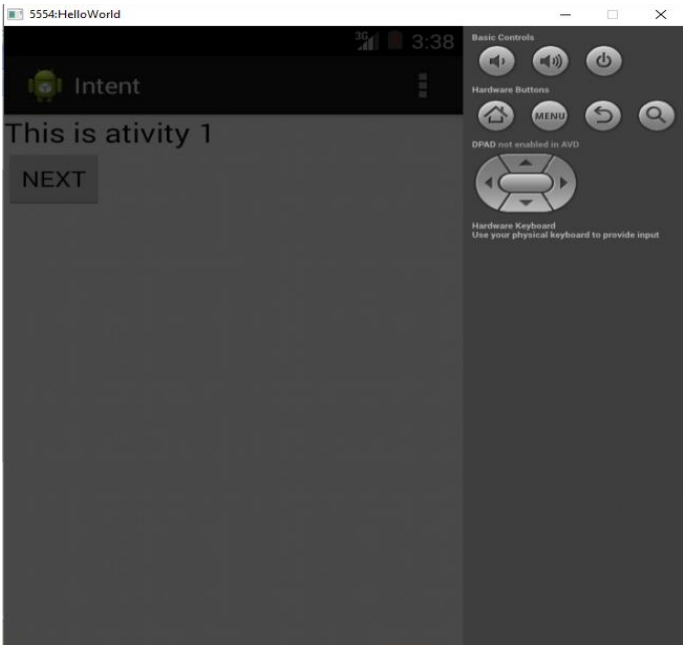 5554:HelloWorld
3G 3:38
Intent
This is ativity 1
NEXT
Basic Controls
Hardware Buttons
MENU
DPAD not enabled in AVD
Hardware Keyboard
Use your physical keyboard to provide input